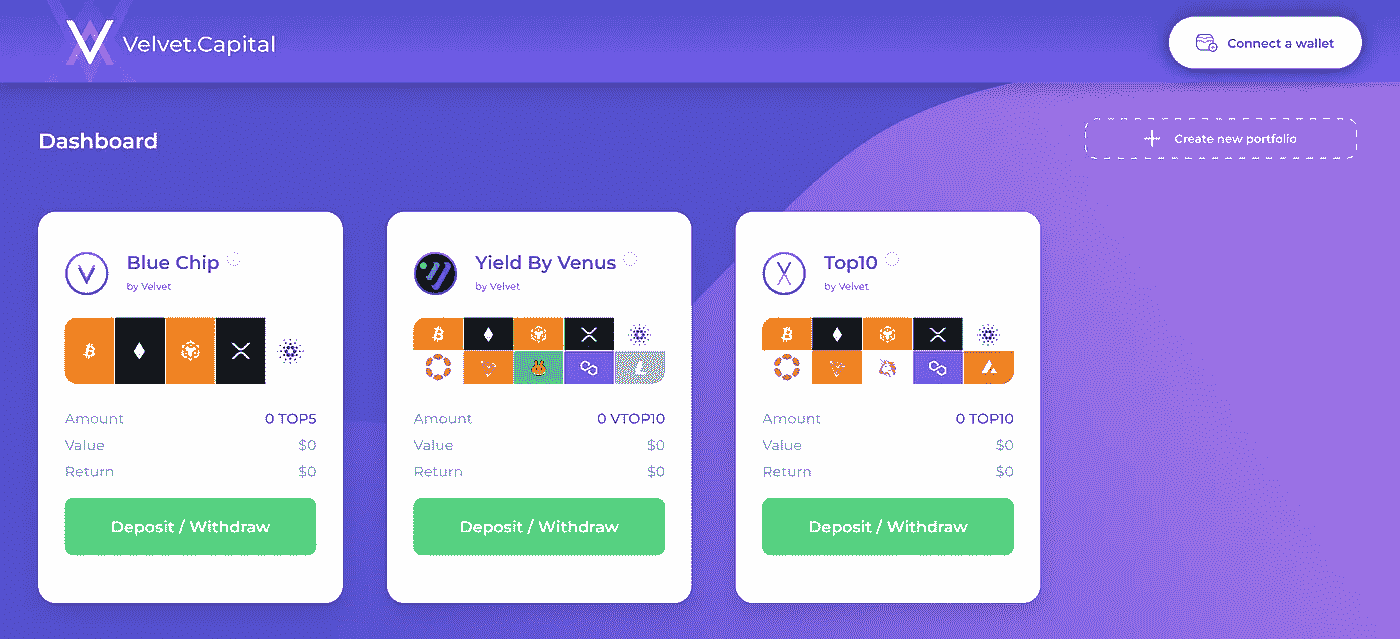 Velvet.Capital
Connect a wallet
Dashboard
Create new portfolio
Blue Chip
by Velvet
Amount 0 TOP5
Value $0
Return $0
Deposit / Withdraw
Yield By Venus
by Velvet
Amount 0 VTOP10
Value $0
Return $0
Deposit / Withdraw
Top10
by Velvet
Amount 0 TOP10
Value $0
Return $0
Deposit / Withdraw